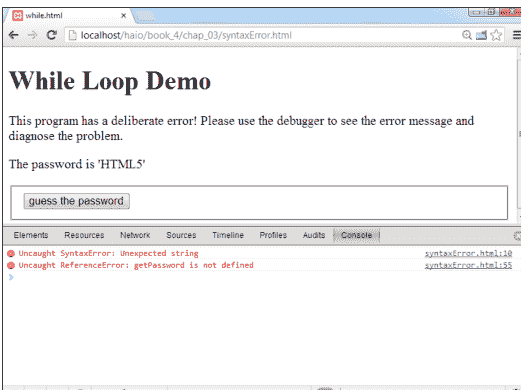 while.html
localhost/haio/book_4/chap_03/syntaxError.html
While Loop Demo
This program has a deliberate error! Please use the debugger to see the error message and
diagnose the problem.
The password is 'HTML5'
guess the password
Elements Resources Network Sources Timeline Profiles Audits Console
Uncaught SyntaxError: Unexpected string syntaxError.html:10
Uncaught ReferenceError: getPassword is not defined syntaxError.html:55